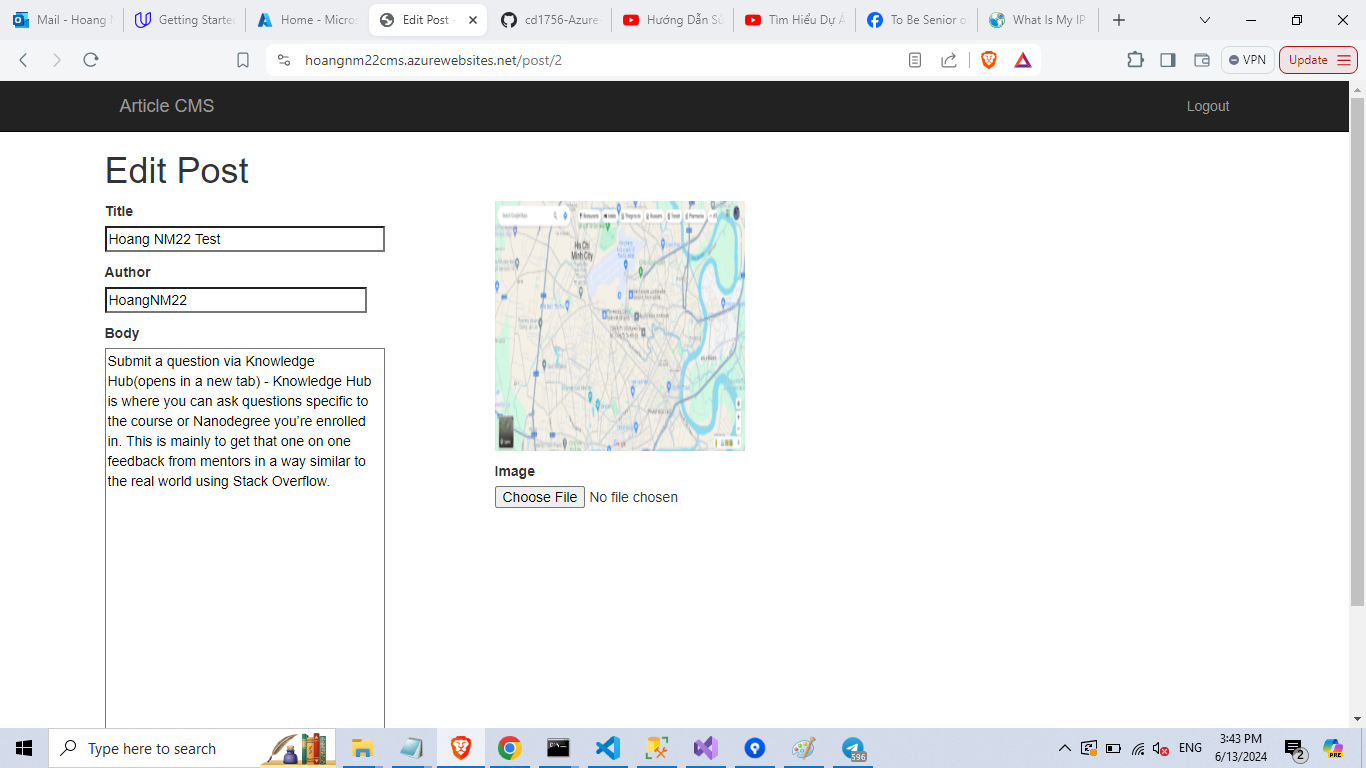 Mail - Hoang N
Getting Started
Home - Micros
Edit Post -
cd1756-Azure-
Hướng Dẫn Sử
Tìm Hiểu Dự Á
To Be Senior o
What Is My IP
hoangnm22cms.azurewebsites.net/post/2
VPN
Update
Article CMS
Logout
Edit Post
Title
Hoang NM22 Test
Author
HoangNM22
Body
Submit a question via Knowledge
Hub(opens in a new tab) - Knowledge Hub
is where you can ask questions specific to
the course or Nanodegree you’re enrolled
in. This is mainly to get that one on one
feedback from mentors in a way similar to
the real world using Stack Overflow.
Ho Chi
Minh City
Image
Choose File No file chosen
Type here to search
596
ENG
3:43 PM
6/13/2024
2
PRE